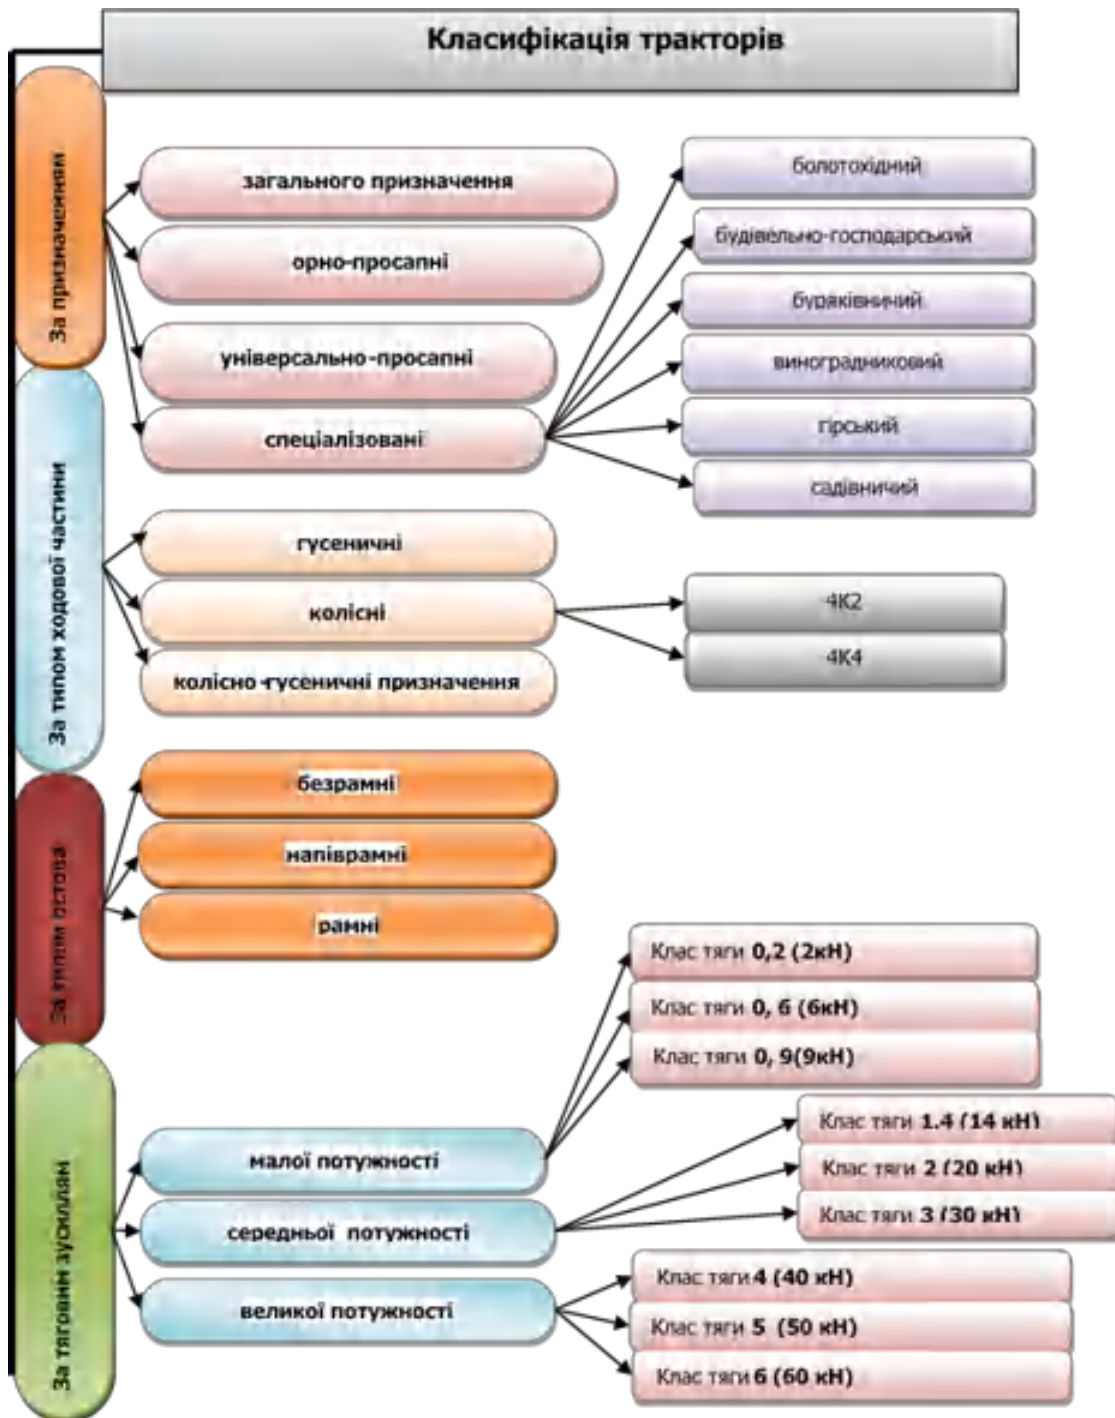 Класифікація тракторів
За призначенням
загального призначення
орно-просапні
універсально-просапні
спеціалізовані
болотохідний
будівельно-господарський
буряківничий
виноградниковий
гірський
садівничий
За типом ходової частини
гусеничні
колісні
колісно-гусеничні призначення
4К2
4К4
За типом остова
безрамні
напіврамні
рамні
За тяговим зусиллям
малої потужності
середньої потужності
великої потужності
Клас тяги 0,2 (2кН)
Клас тяги 0, 6 (6кН)
Клас тяги 0, 9(9кН)
Клас тяги 1.4 (14 кН)
Клас тяги 2 (20 кН)
Клас тяги 3 (30 кН)
Клас тяги 4 (40 кН)
Клас тяги 5 (50 кН)
Клас тяги 6 (60 кН)